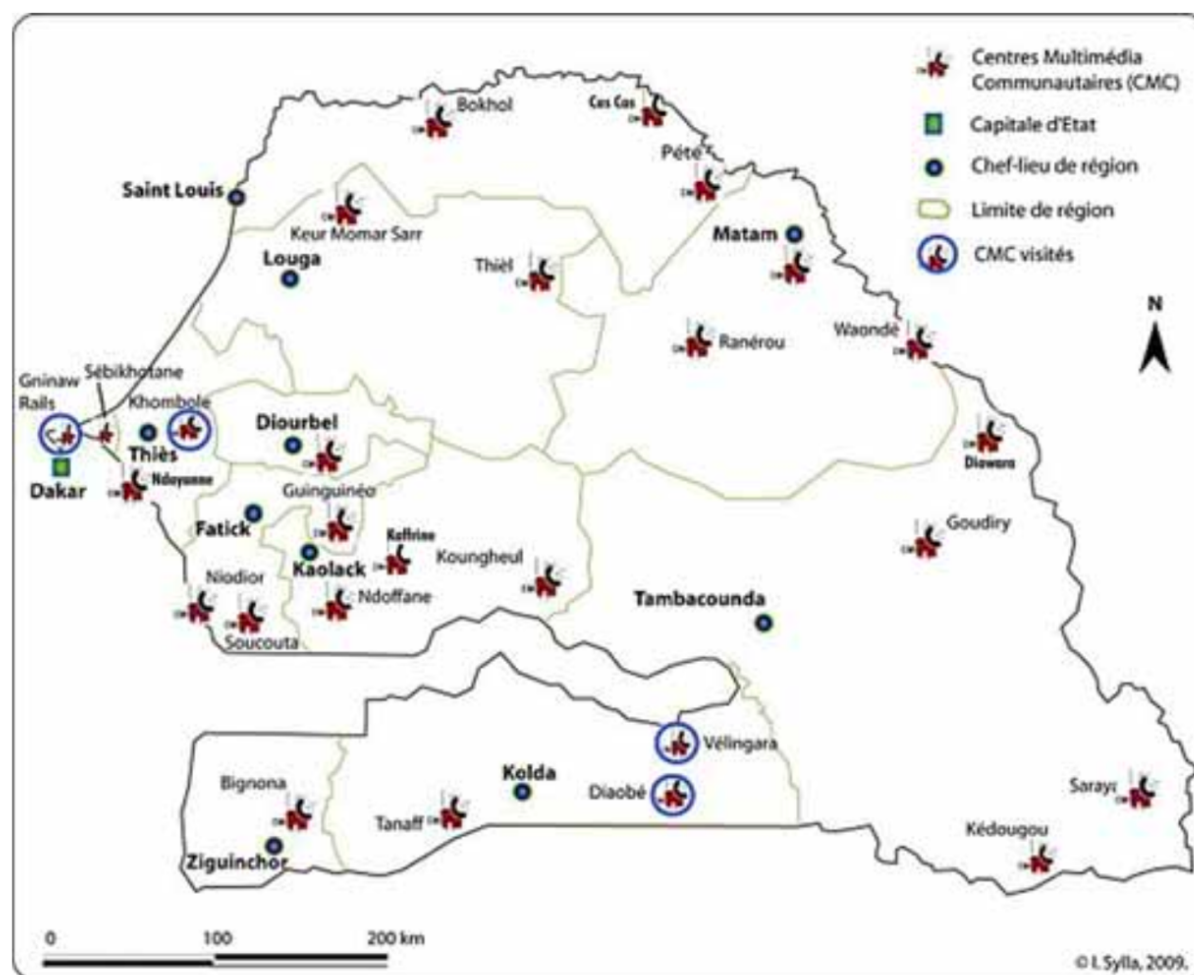 Centres Multimédia
Communautaires (CMC)
Capitale d'Etat
Chef-lieu de région
Limite de région
CMC visités
N
Bokhol
Cas Cas
Pété
Saint Louis
Keur Momar Sarr
Matam
Louga
Thièl
Waondé
Ranérou
Gninaw
Rails
Sébikhotane
Khombole
Diourbel
Thiès
Dakar
Ndayanne
Diawara
Guinguinéo
Goudiry
Fatick
Kaffrine
Koungheul
Kaolack
Niodior
Ndoffane
Tambacounda
Soucouta
Vélingara
Kolda
Bignona
Diaobé
Saraya
Tanaff
Kédougou
Ziguinchor
0 100 200 km
© I. Sylla, 2009.